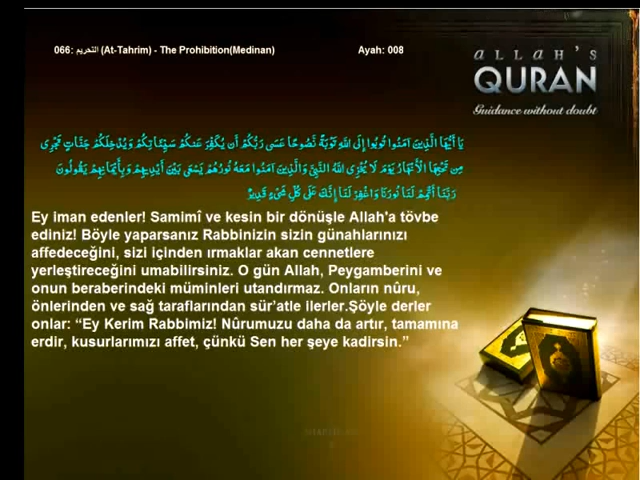 066: التحريم (At-Tahrim) - The Prohibition(Medinan) Ayah: 008
ALLAH'S
QURAN
Guidance without doubt
يَا أَيُّهَا الَّذِينَ آمَنُوا تُوبُوا إِلَى اللَّهِ تَوْبَةً نَّصُوحًا عَسَى رَبُّكُمْ أَن يُكَفِّرَ عَنكُمْ سَيِّئَاتِكُمْ وَيُدْخِلَكُمْ جَنَّاتٍ تَجْرِي
مِن تَحْتِهَا الْأَنْهَارُ يَوْمَ لَا يُخْزِي اللَّهُ النَّبِيَّ وَالَّذِينَ آمَنُوا مَعَهُ نُورُهُمْ يَسْعَى بَيْنَ أَيْدِيهِمْ وَبِأَيْمَانِهِمْ يَقُولُونَ
رَبَّنَا أَتْمِمْ لَنَا نُورَنَا وَاغْفِرْ لَنَا إِنَّكَ عَلَى كُلِّ شَيْءٍ قَدِيرٌ
Ey iman edenler! Samimî ve kesin bir dönüşle Allah'a tövbe
ediniz! Böyle yaparsanız Rabbinizin sizin günahlarınızı
affedeceğini, sizi içinden ırmaklar akan cennetlere
yerleştireceğini umabilirsiniz. O gün Allah, Peygamberini ve
onun beraberindeki müminleri utandırmaz. Onların nûru,
önlerinden ve sağ taraflarından sür’atle ilerler.Şöyle derler
onlar: “Ey Kerim Rabbimiz! Nûrumuzu daha da artır, tamamına
erdir, kusurlarımızı affet, çünkü Sen her şeye kadirsin.”